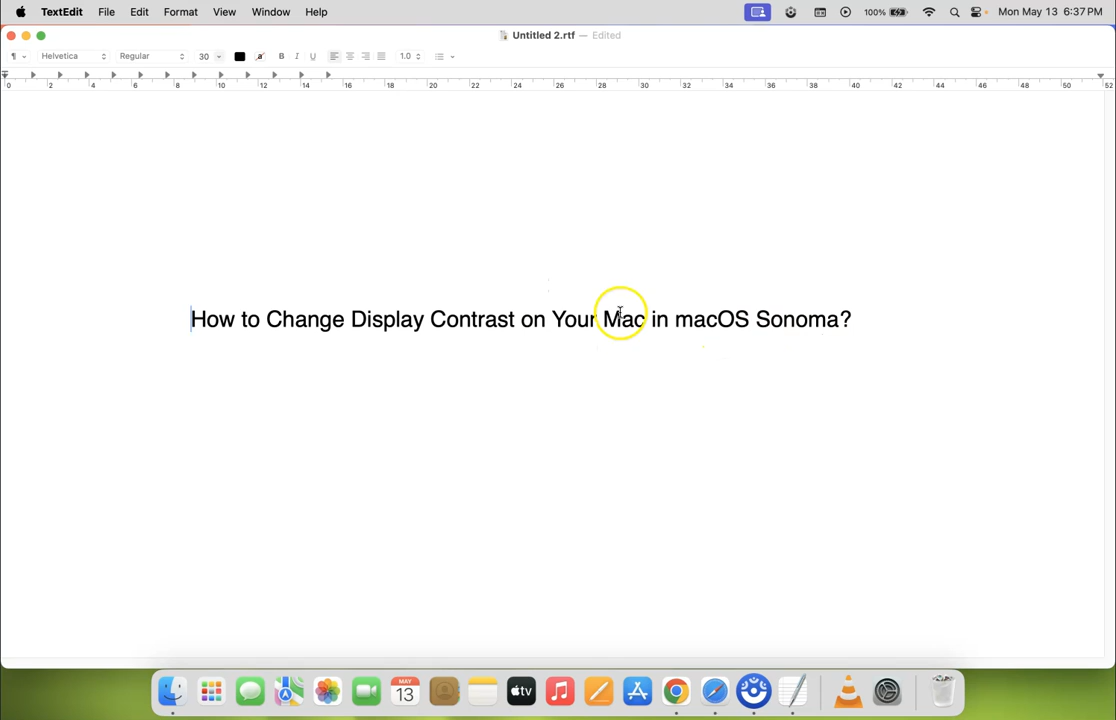 TextEdit File Edit Format View Window Help 100% Mon May 13 6:37 PM
Untitled 2.rtf — Edited
¶ Helvetica Regular 30 a B I U 1.0
0 2 4 6 8 10 12 14 16 18 20 22 24 26 28 30 32 34 36 38 40 42 44 46 48 50 52
How to Change Display Contrast on Your Mac in macOS Sonoma?
MAY
13
tv